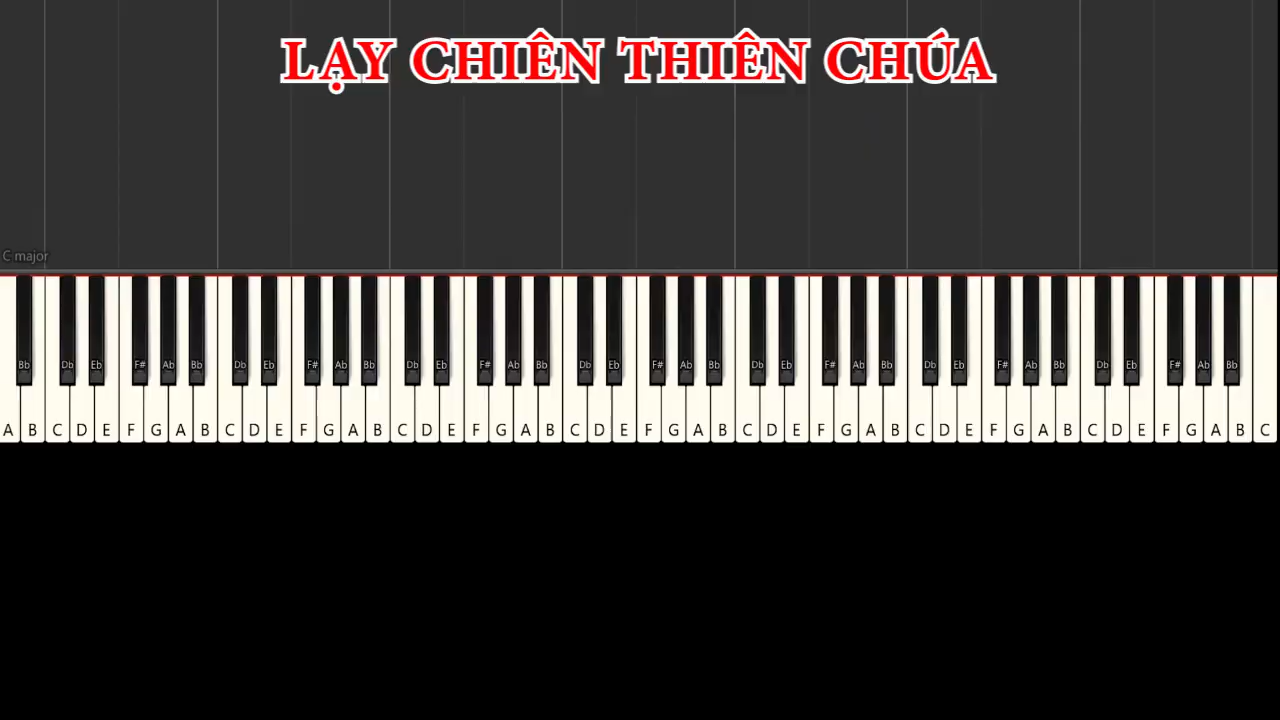 LẠY CHIÊN THIÊN CHÚA
C major
Bb Db Eb F# Ab Bb Db Eb F# Ab Bb Db Eb F# Ab Bb Db Eb F# Ab Bb Db Eb F# Ab Bb Db Eb F# Ab Bb Db Eb F# Ab Bb
A B C D E F G A B C D E F G A B C D E F G A B C D E F G A B C D E F G A B C D E F G A B C D E F G A B C